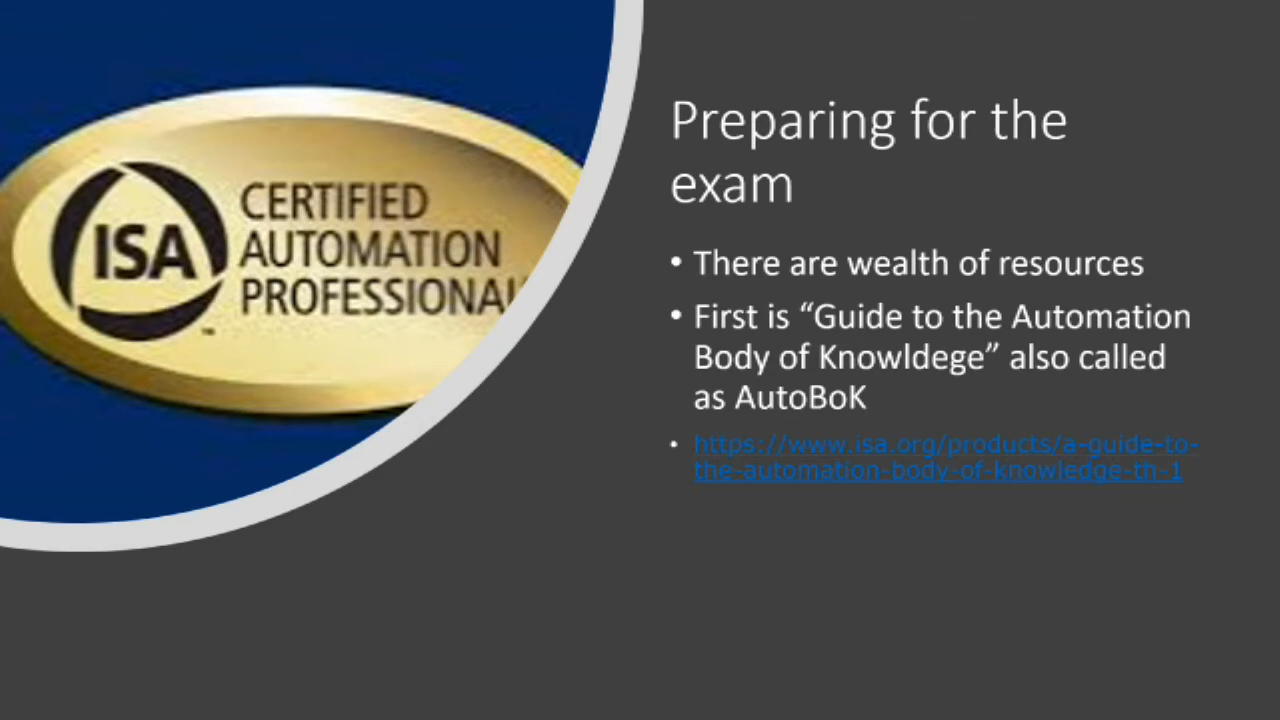 ISA
CERTIFIED
AUTOMATION
PROFESSIONAL
™
Preparing for the
exam
• There are wealth of resources
• First is “Guide to the Automation
Body of Knowldege” also called
as AutoBoK
• https://www.isa.org/products/a-guide-to-
the-automation-body-of-knowledge-th-1